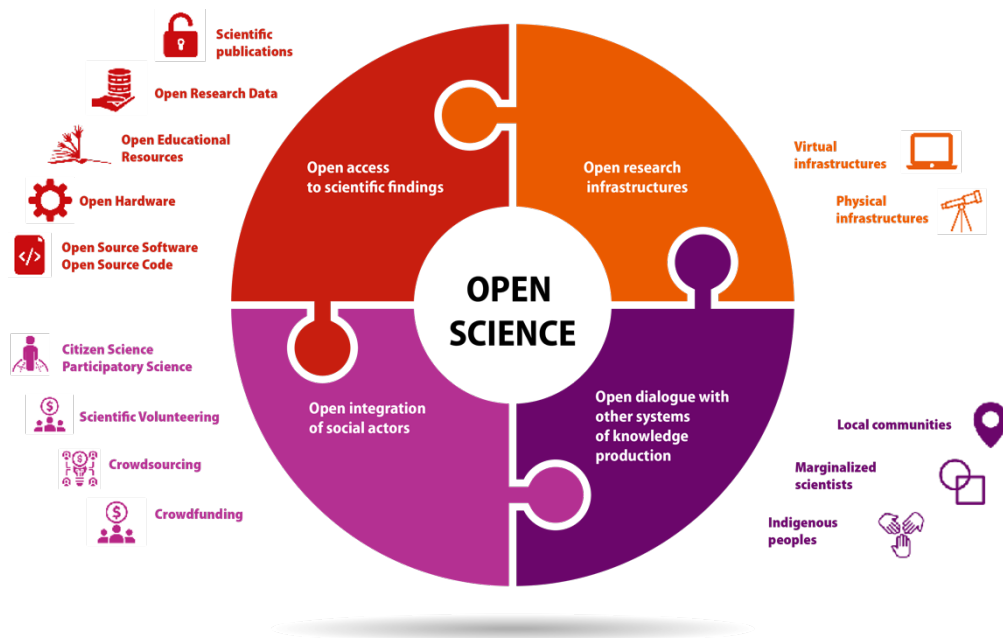 Scientific
publications
Open Research Data
Open Educational
Resources
Open Hardware
</>
Open Source Software
Open Source Code
Open access
to scientific findings
Open research
infrastructures
Virtual
infrastructures
Physical
infrastructures
OPEN
SCIENCE
Citizen Science
Participatory Science
$
Scientific Volunteering
$
Crowdsourcing
$
Crowdfunding
Open integration
of social actors
Open dialogue with
other systems
of knowledge
production
Local communities
Marginalized
scientists
Indigenous
peoples